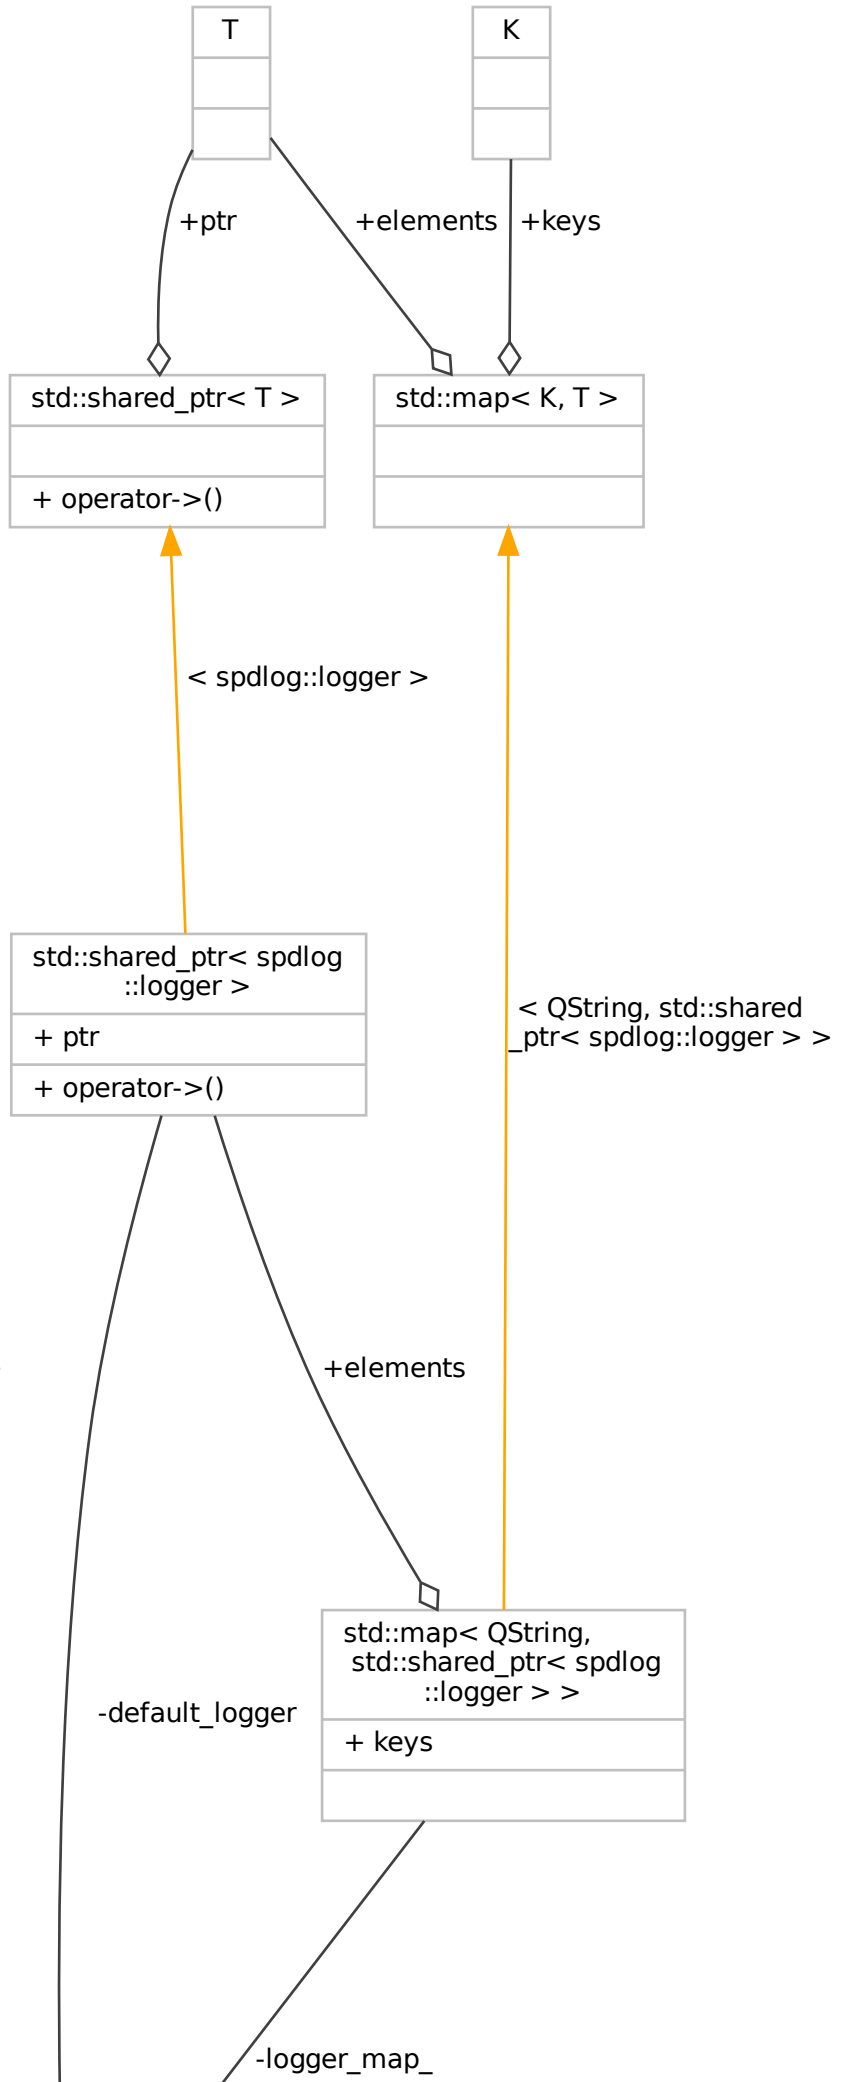 T
K
+ptr
+elements
+keys
std::shared_ptr< T >
+ operator->()
std::map< K, T >
< spdlog::logger >
std::shared_ptr< spdlog
::logger >
+ ptr
+ operator->()
< QString, std::shared
_ptr< spdlog::logger > >
+elements
std::map< QString,
std::shared_ptr< spdlog
::logger > >
+ keys
-default_logger
-logger_map_